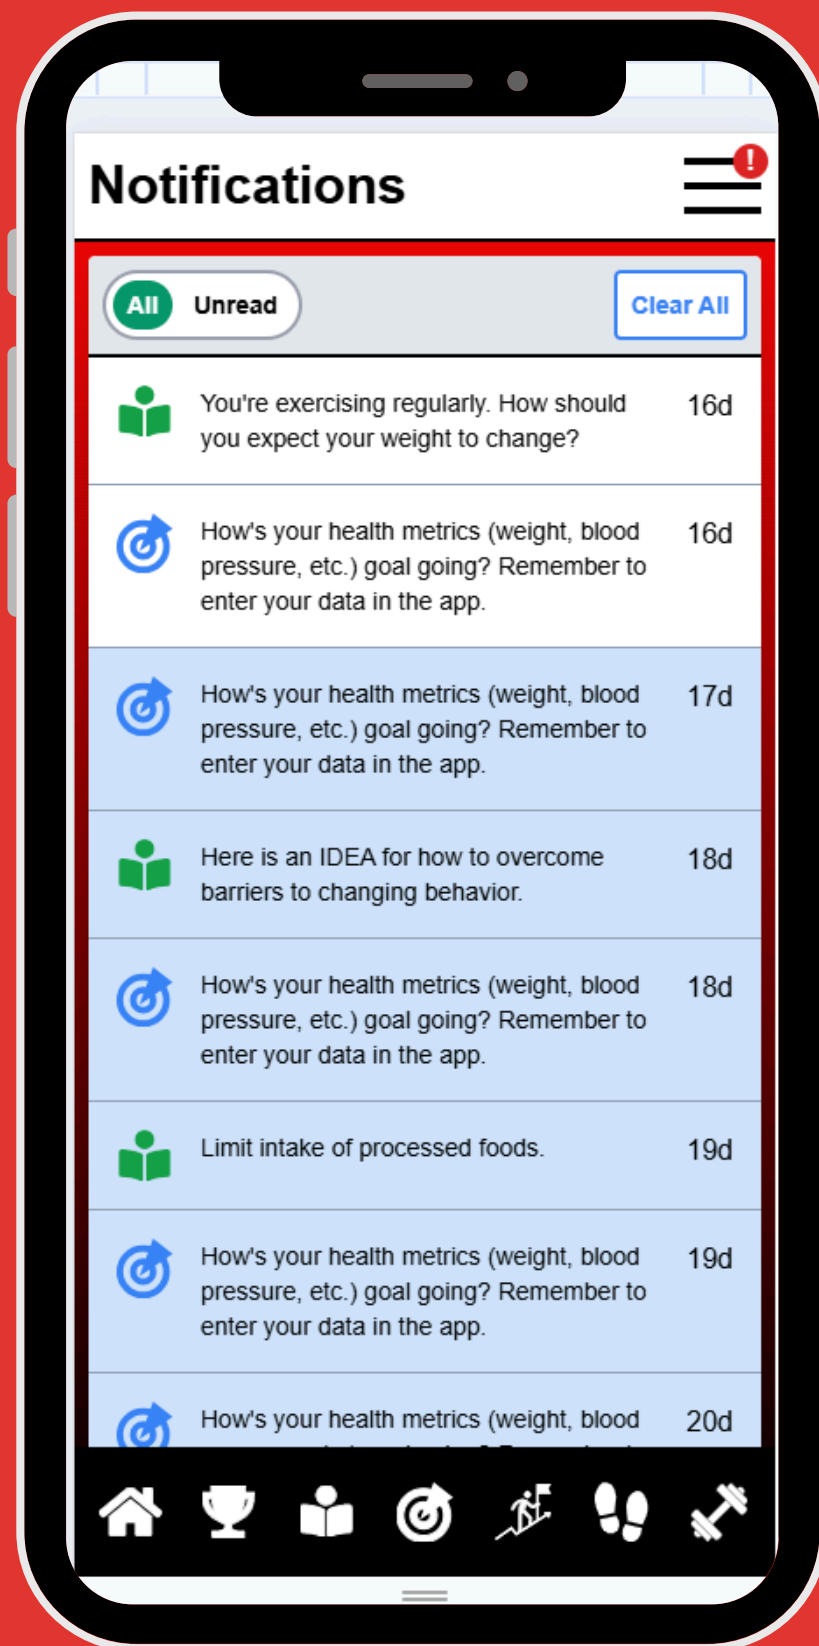 Notifications
!
All Unread Clear All
You're exercising regularly. How should 16d
you expect your weight to change?
How's your health metrics (weight, blood 16d
pressure, etc.) goal going? Remember to
enter your data in the app.
How's your health metrics (weight, blood 17d
pressure, etc.) goal going? Remember to
enter your data in the app.
Here is an IDEA for how to overcome 18d
barriers to changing behavior.
How's your health metrics (weight, blood 18d
pressure, etc.) goal going? Remember to
enter your data in the app.
Limit intake of processed foods. 19d
How's your health metrics (weight, blood 19d
pressure, etc.) goal going? Remember to
enter your data in the app.
How's your health metrics (weight, blood 20d